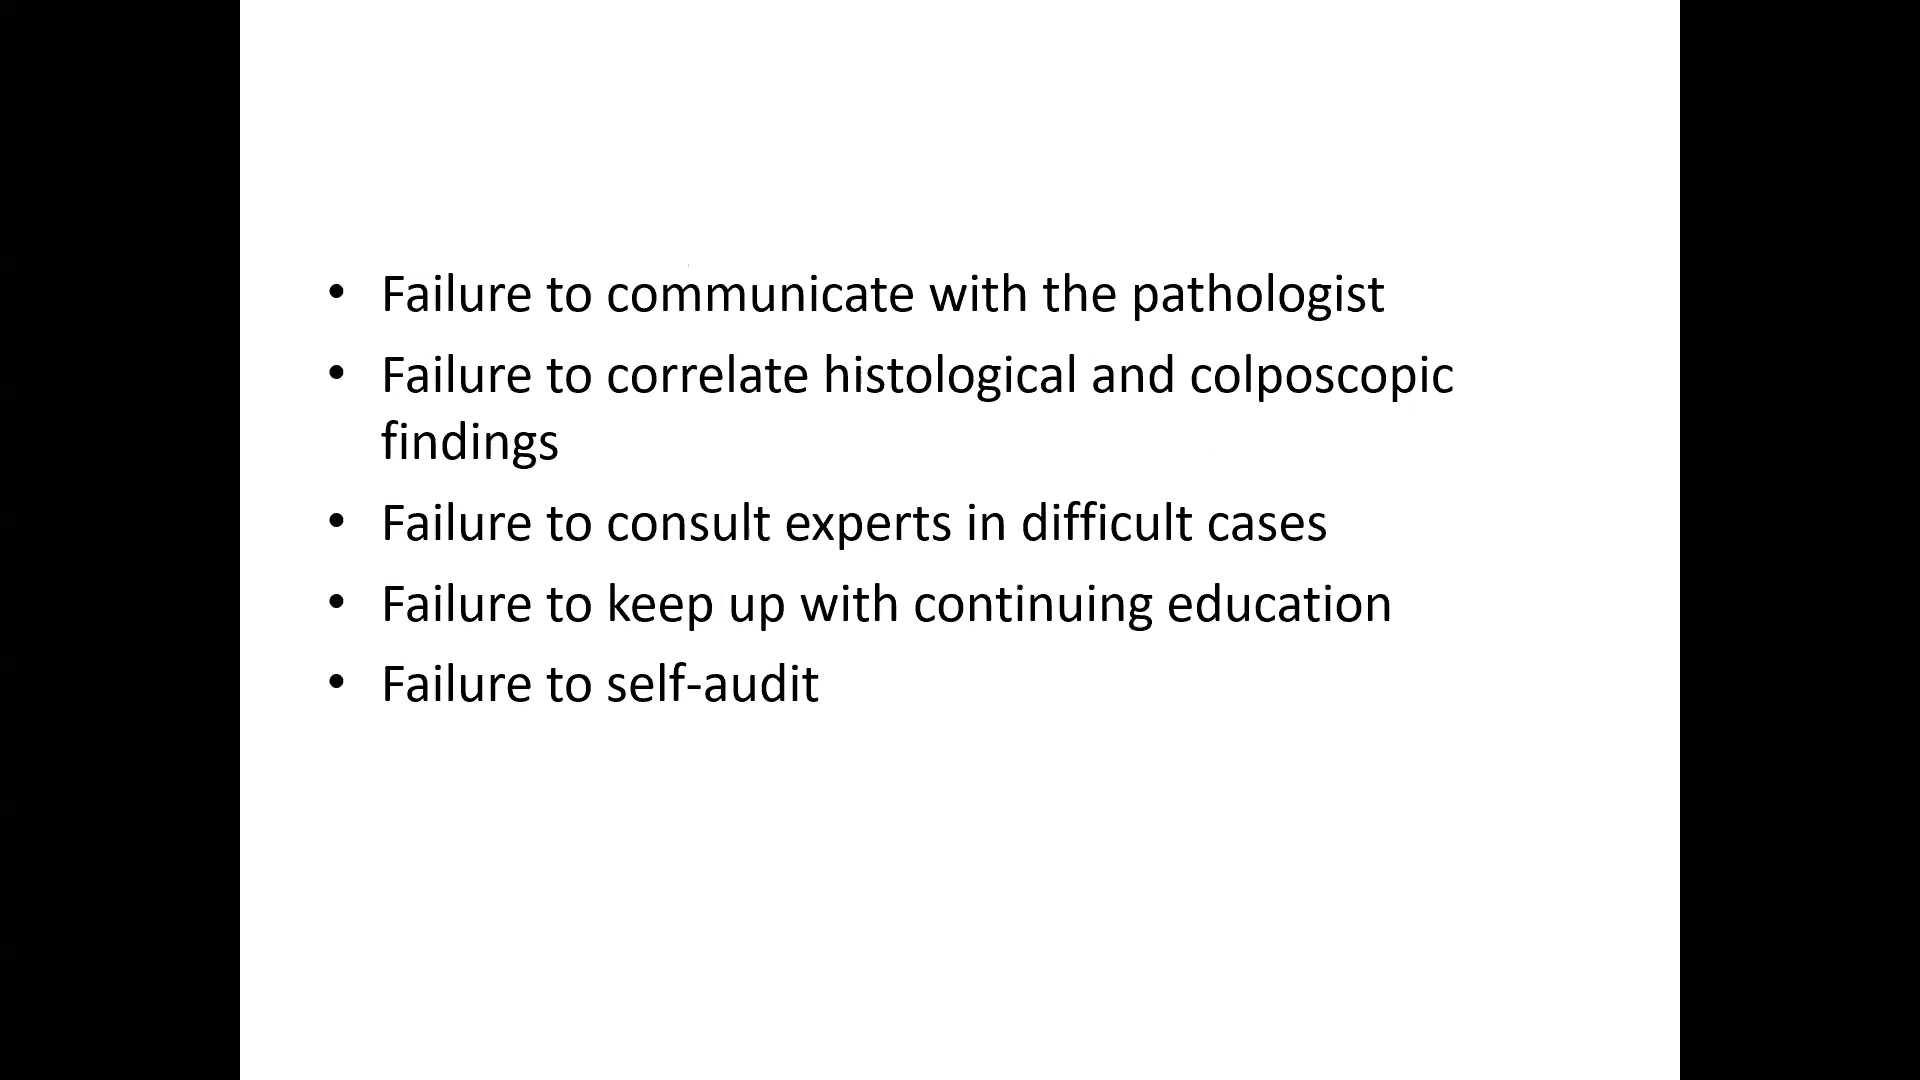 • Failure to communicate with the pathologist
• Failure to correlate histological and colposcopic
findings
• Failure to consult experts in difficult cases
• Failure to keep up with continuing education
• Failure to self-audit